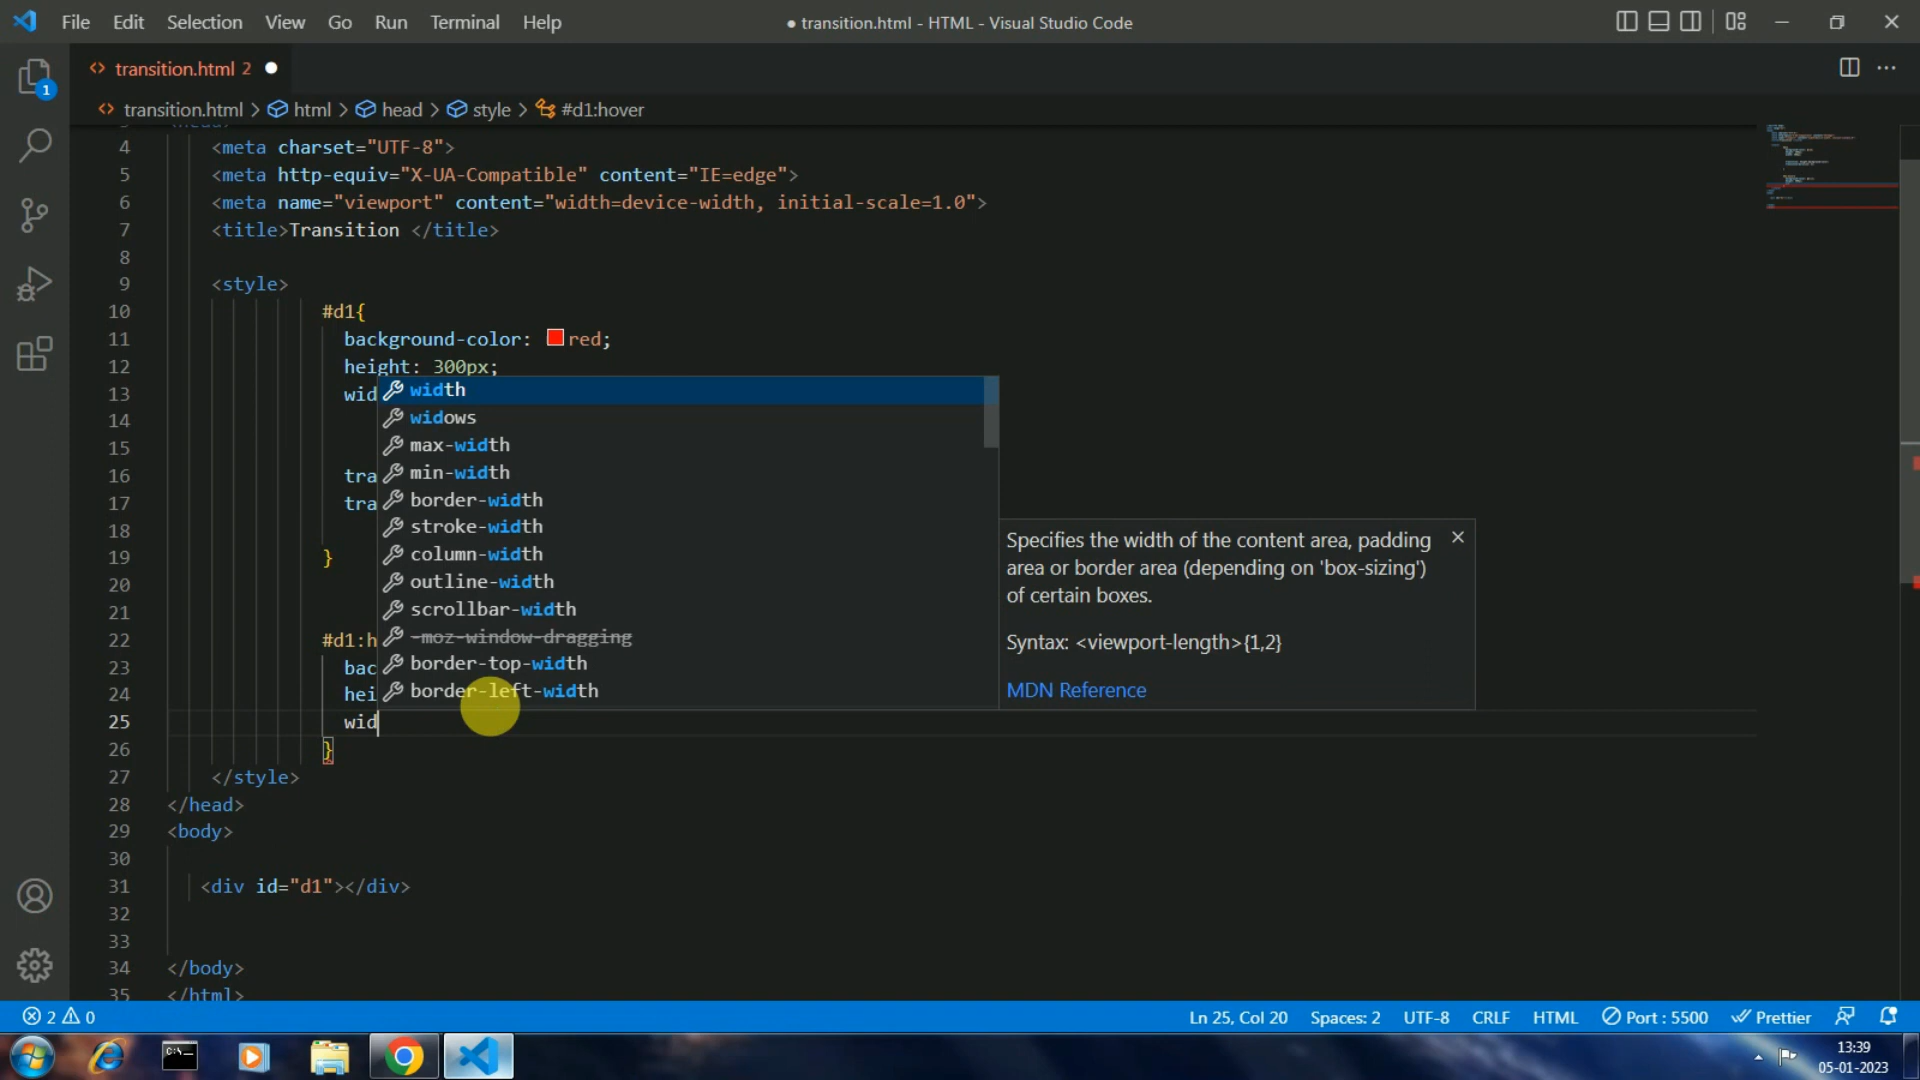 File Edit Selection View Go Run Terminal Help
● transition.html - HTML - Visual Studio Code
1
transition.html 2
transition.html > html > head > style > #d1:hover
4 <meta charset="UTF-8">
5 <meta http-equiv="X-UA-Compatible" content="IE=edge">
6 <meta name="viewport" content="width=device-width, initial-scale=1.0">
7 <title>Transition </title>
8
9 <style>
10 #d1{
11 background-color: red;
12 height: 300px;
13 wid
14
15
16 tra
17 tra
18
19 }
20
21
22 #d1:h
23 bac
24 hei
25 wid
26 }
27 </style>
28 </head>
29 <body>
30
31 <div id="d1"></div>
32
33
34 </body>
35 </html>
width
widows
max-width
min-width
border-width
stroke-width
column-width
outline-width
scrollbar-width
-moz-window-dragging
border-top-width
border-left-width
Specifies the width of the content area, padding
area or border area (depending on 'box-sizing')
of certain boxes.
Syntax: <viewport-length>{1,2}
MDN Reference
2 0
Ln 25, Col 20 Spaces: 2 UTF-8 CRLF HTML Port : 5500 Prettier
C:\_
13:39
05-01-2023